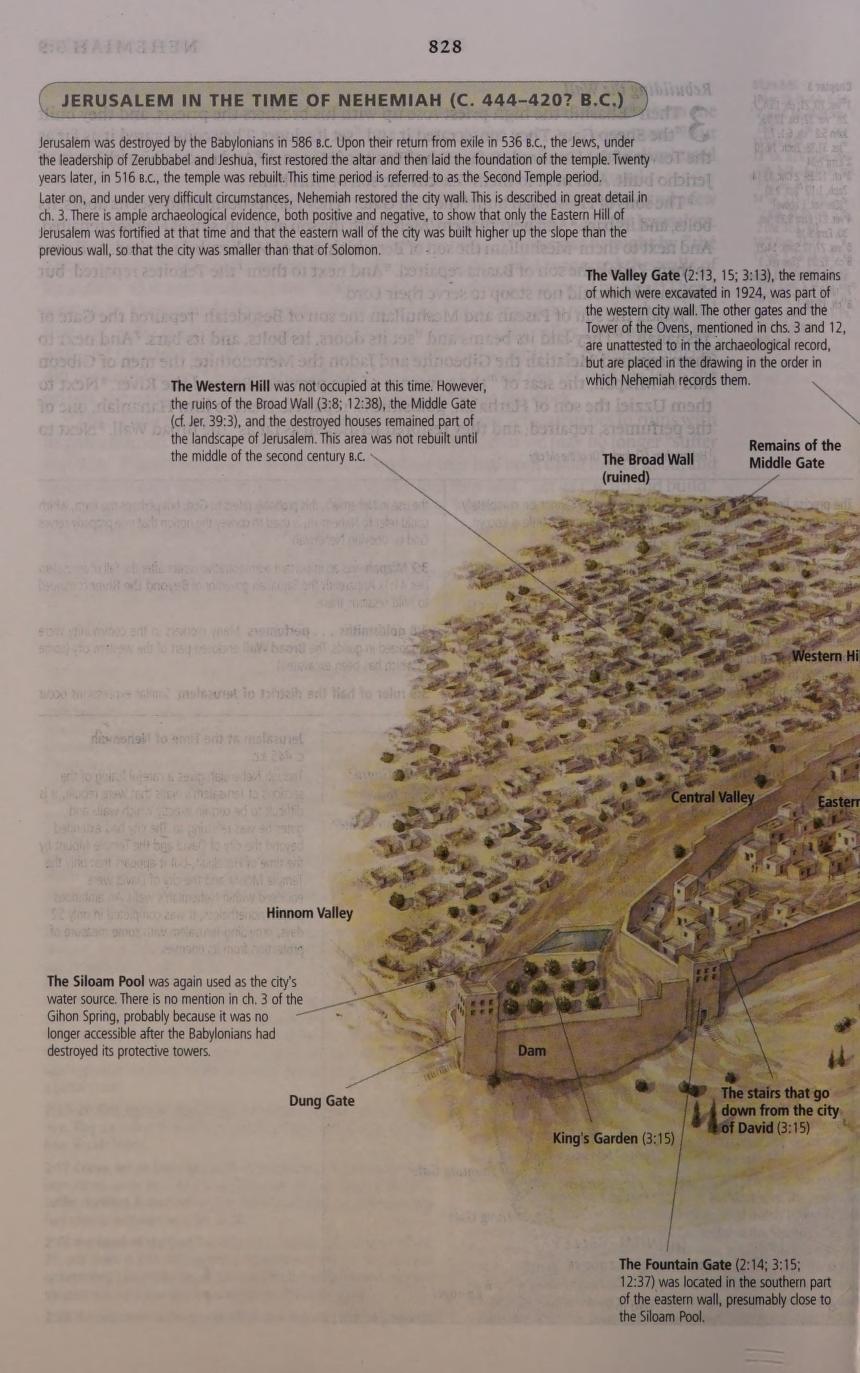 828
JERUSALEM IN THE TIME OF NEHEMIAH (C. 444–420? B.C.)
Jerusalem was destroyed by the Babylonians in 586 B.C. Upon their return from exile in 536 B.C., the Jews, under
the leadership of Zerubbabel and Jeshua, first restored the altar and then laid the foundation of the temple. Twenty
years later, in 516 B.C., the temple was rebuilt. This time period is referred to as the Second Temple period.
Later on, and under very difficult circumstances, Nehemiah restored the city wall. This is described in great detail in
ch. 3. There is ample archaeological evidence, both positive and negative, to show that only the Eastern Hill of
Jerusalem was fortified at that time and that the eastern wall of the city was built higher up the slope than the
previous wall, so that the city was smaller than that of Solomon.
The Valley Gate (2:13, 15; 3:13), the remains
of which were excavated in 1924, was part of
the western city wall. The other gates and the
Tower of the Ovens, mentioned in chs. 3 and 12,
are unattested to in the archaeological record,
but are placed in the drawing in the order in
which Nehemiah records them.
The Western Hill was not occupied at this time. However,
the ruins of the Broad Wall (3:8; 12:38), the Middle Gate
(cf. Jer. 39:3), and the destroyed houses remained part of
the landscape of Jerusalem. This area was not rebuilt until
the middle of the second century B.C.
The Broad Wall
(ruined)
Remains of the
Middle Gate
Western Hi
Central Valley
Eastern
Hinnom Valley
The Siloam Pool was again used as the city's
water source. There is no mention in ch. 3 of the
Gihon Spring, probably because it was no
longer accessible after the Babylonians had
destroyed its protective towers.
Dam
Dung Gate
The stairs that go
down from the city
of David (3:15)
King's Garden (3:15)
The Fountain Gate (2:14; 3:15;
12:37) was located in the southern part
of the eastern wall, presumably close to
the Siloam Pool.